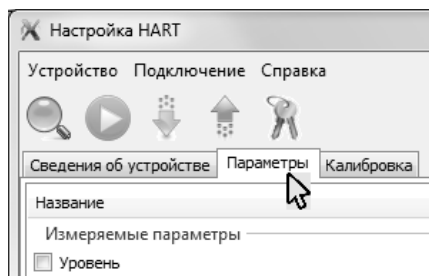 Настройка HART
Устройство Подключение Справка
Сведения об устройстве Параметры Калибровка
Название
Измеряемые параметры
Уровень